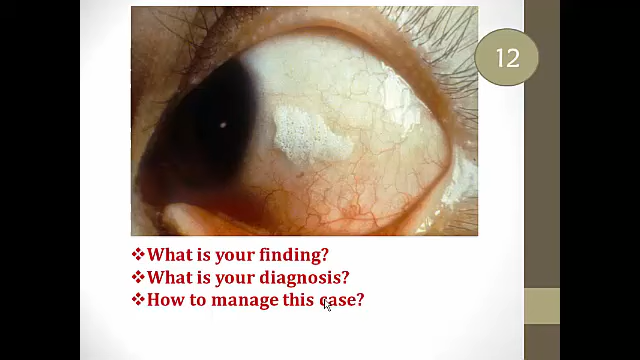 12
❖What is your finding?
❖What is your diagnosis?
❖How to manage this case?